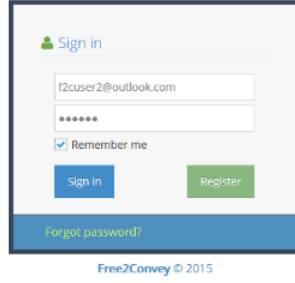 Sign in
f2cuser2@outlook.com
••••••
Remember me
Sign in Register
Forgot password?
Free2Convey © 2015